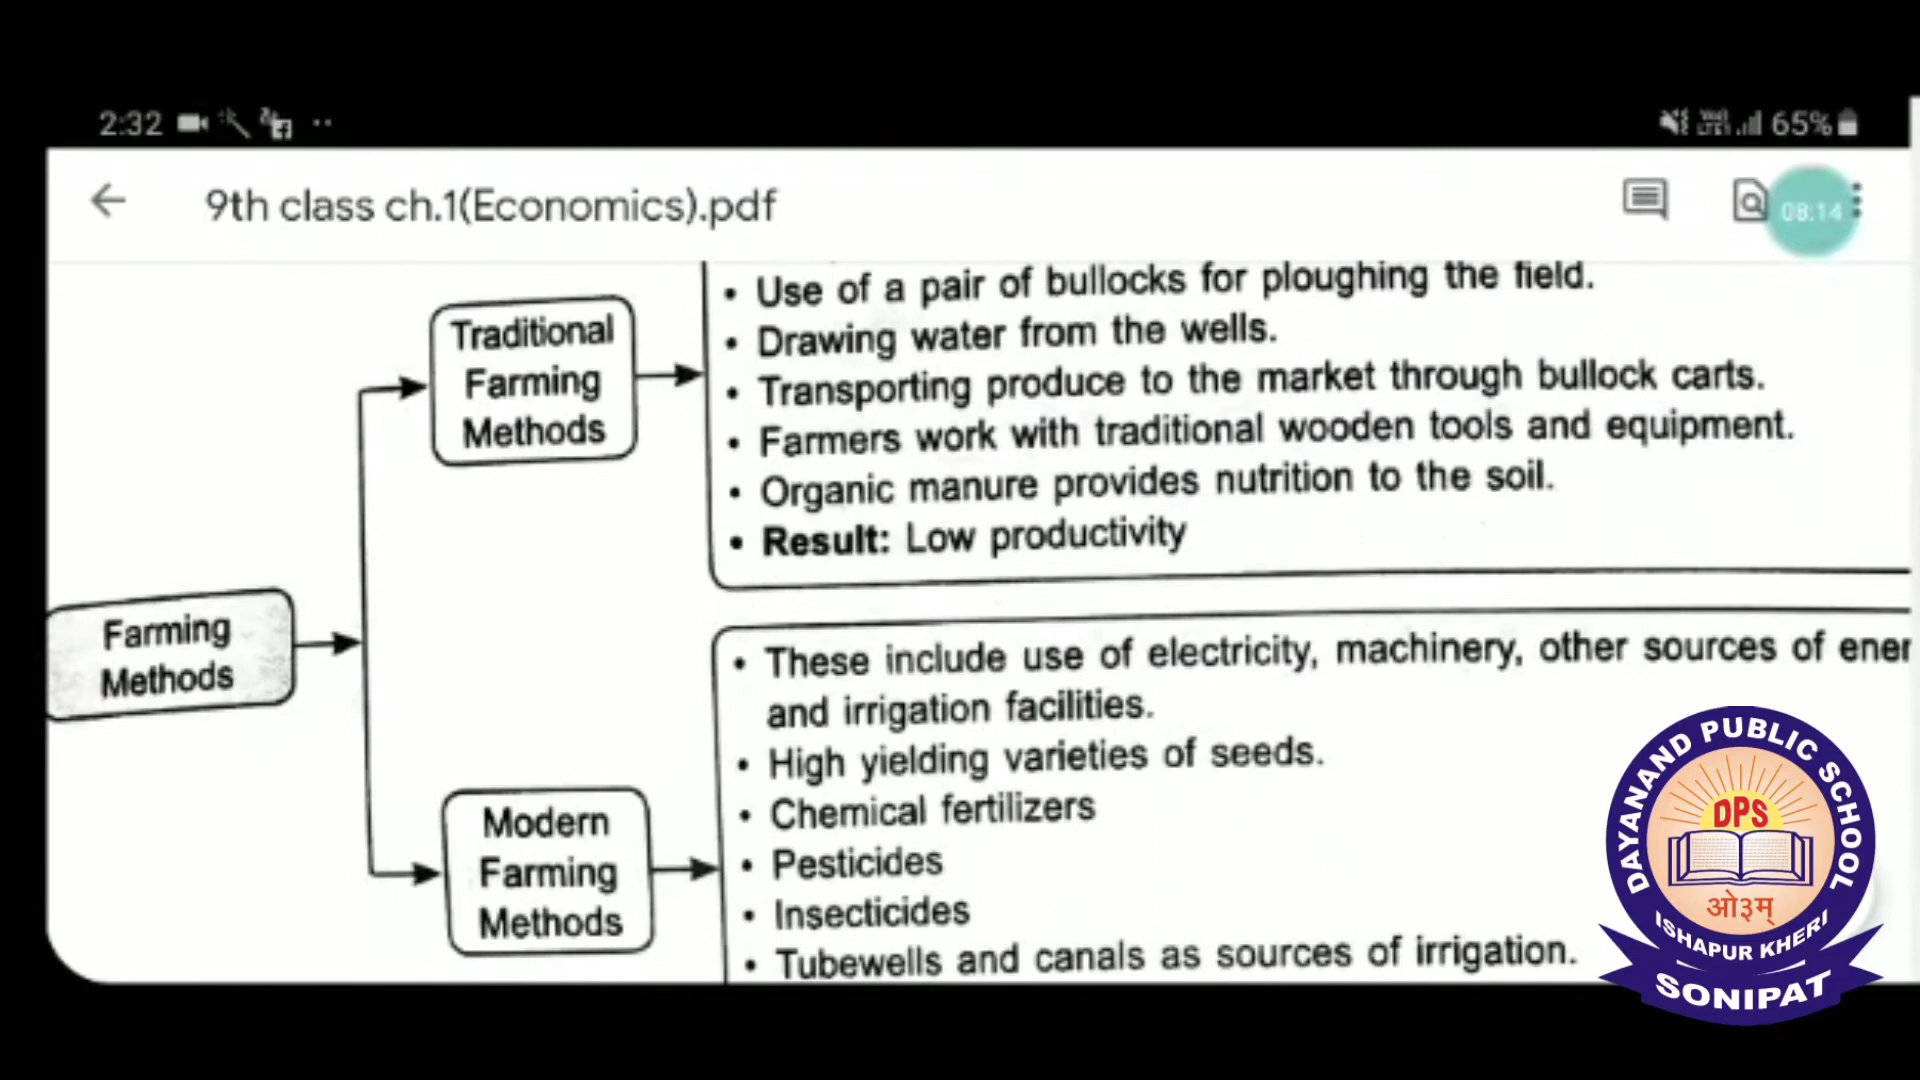 2:32
65%
9th class ch.1(Economics).pdf
08:14
• Use of a pair of bullocks for ploughing the field.
• Drawing water from the wells.
• Transporting produce to the market through bullock carts.
• Farmers work with traditional wooden tools and equipment.
• Organic manure provides nutrition to the soil.
• Result: Low productivity
Traditional
Farming
Methods
Farming
Methods
• These include use of electricity, machinery, other sources of ener
and irrigation facilities.
• High yielding varieties of seeds.
• Chemical fertilizers
• Pesticides
• Insecticides
• Tubewells and canals as sources of irrigation.
Modern
Farming
Methods
DAYANAND PUBLIC SCHOOL
DPS
ओ३म्
ISHAPUR KHERI
SONIPAT